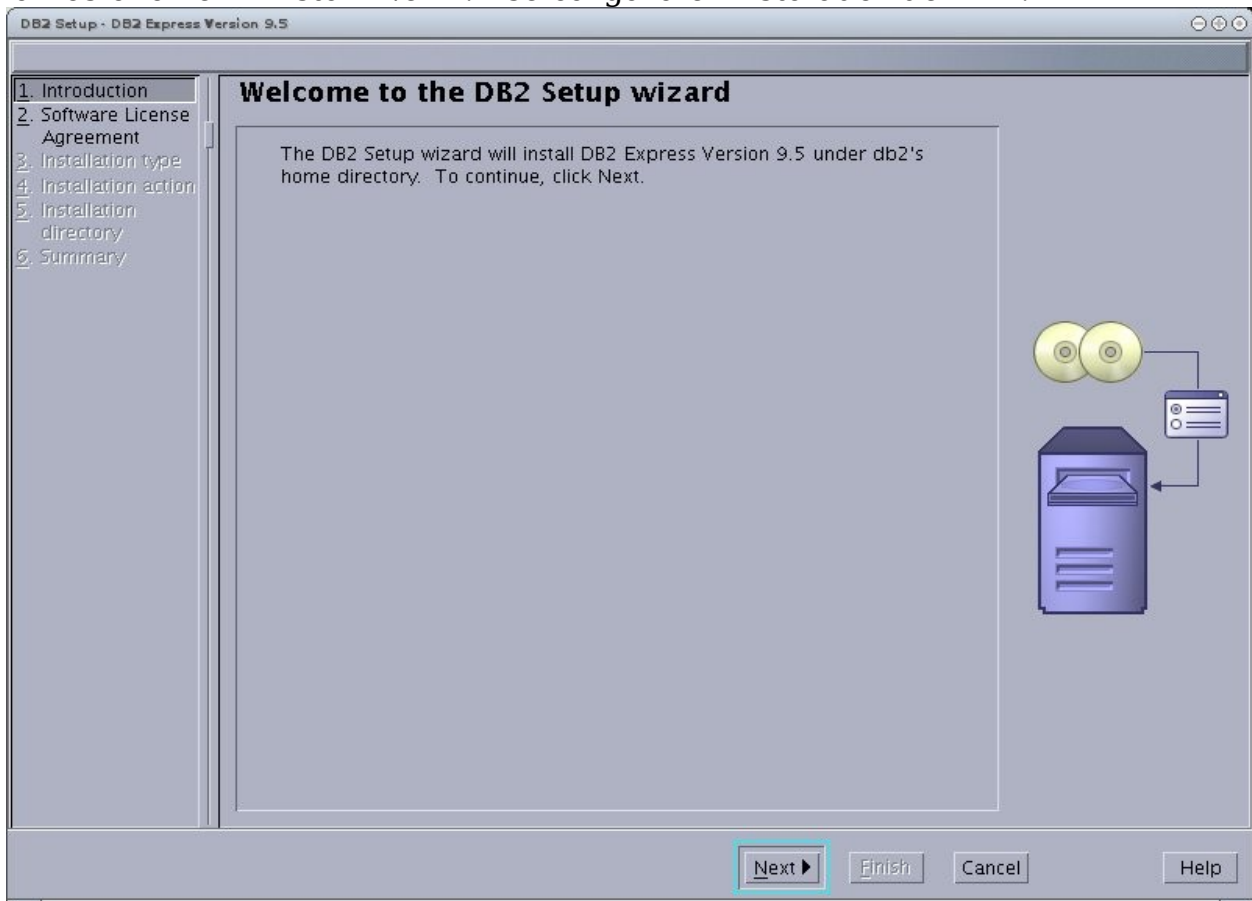 DB2 Setup - DB2 Express Version 9.5
1. Introduction
2. Software License
Agreement
3. Installation type
4. Installation action
5. Installation
directory
6. Summary
Welcome to the DB2 Setup wizard
The DB2 Setup wizard will install DB2 Express Version 9.5 under db2's
home directory. To continue, click Next.
Next
Finish
Cancel
Help